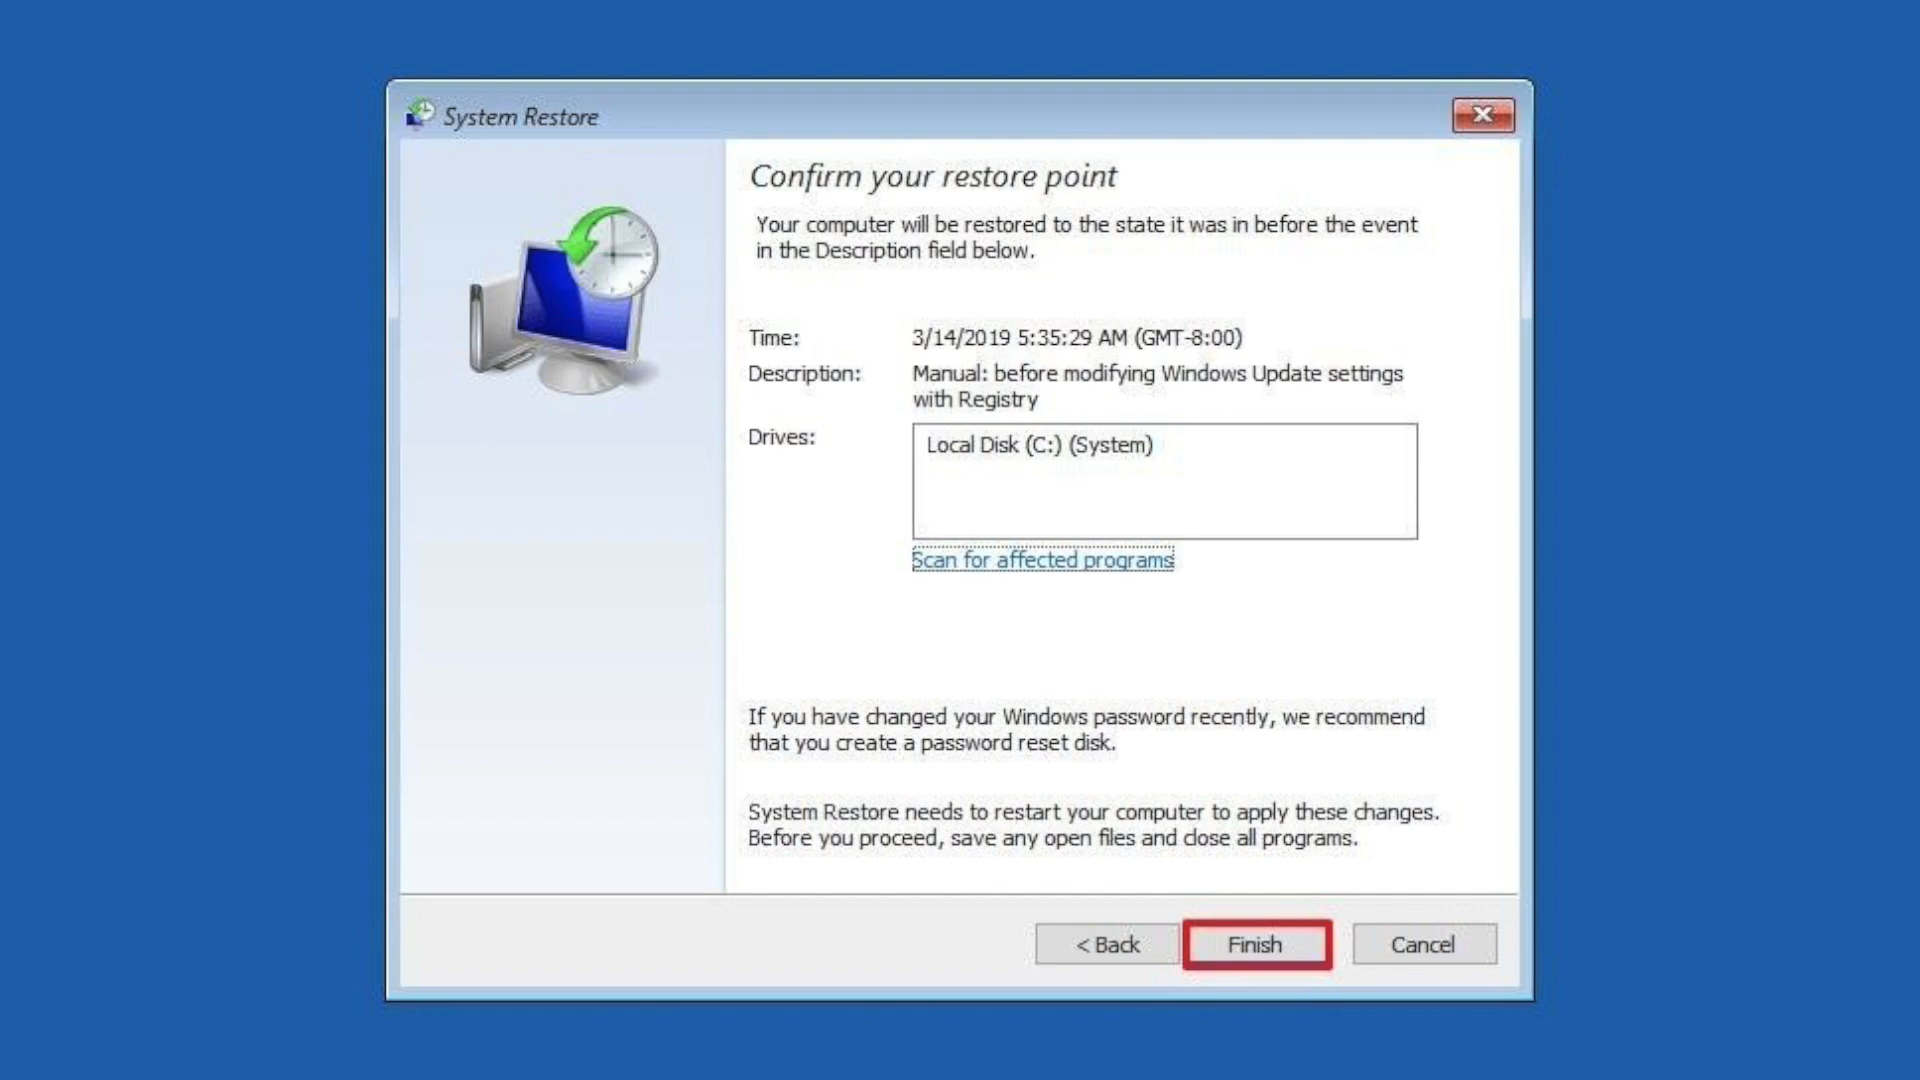 System Restore
Confirm your restore point
Your computer will be restored to the state it was in before the event
in the Description field below.
Time: 3/14/2019 5:35:29 AM (GMT-8:00)
Description: Manual: before modifying Windows Update settings
with Registry
Drives: Local Disk (C:) (System)
Scan for affected programs
If you have changed your Windows password recently, we recommend
that you create a password reset disk.
System Restore needs to restart your computer to apply these changes.
Before you proceed, save any open files and close all programs.
< Back Finish Cancel